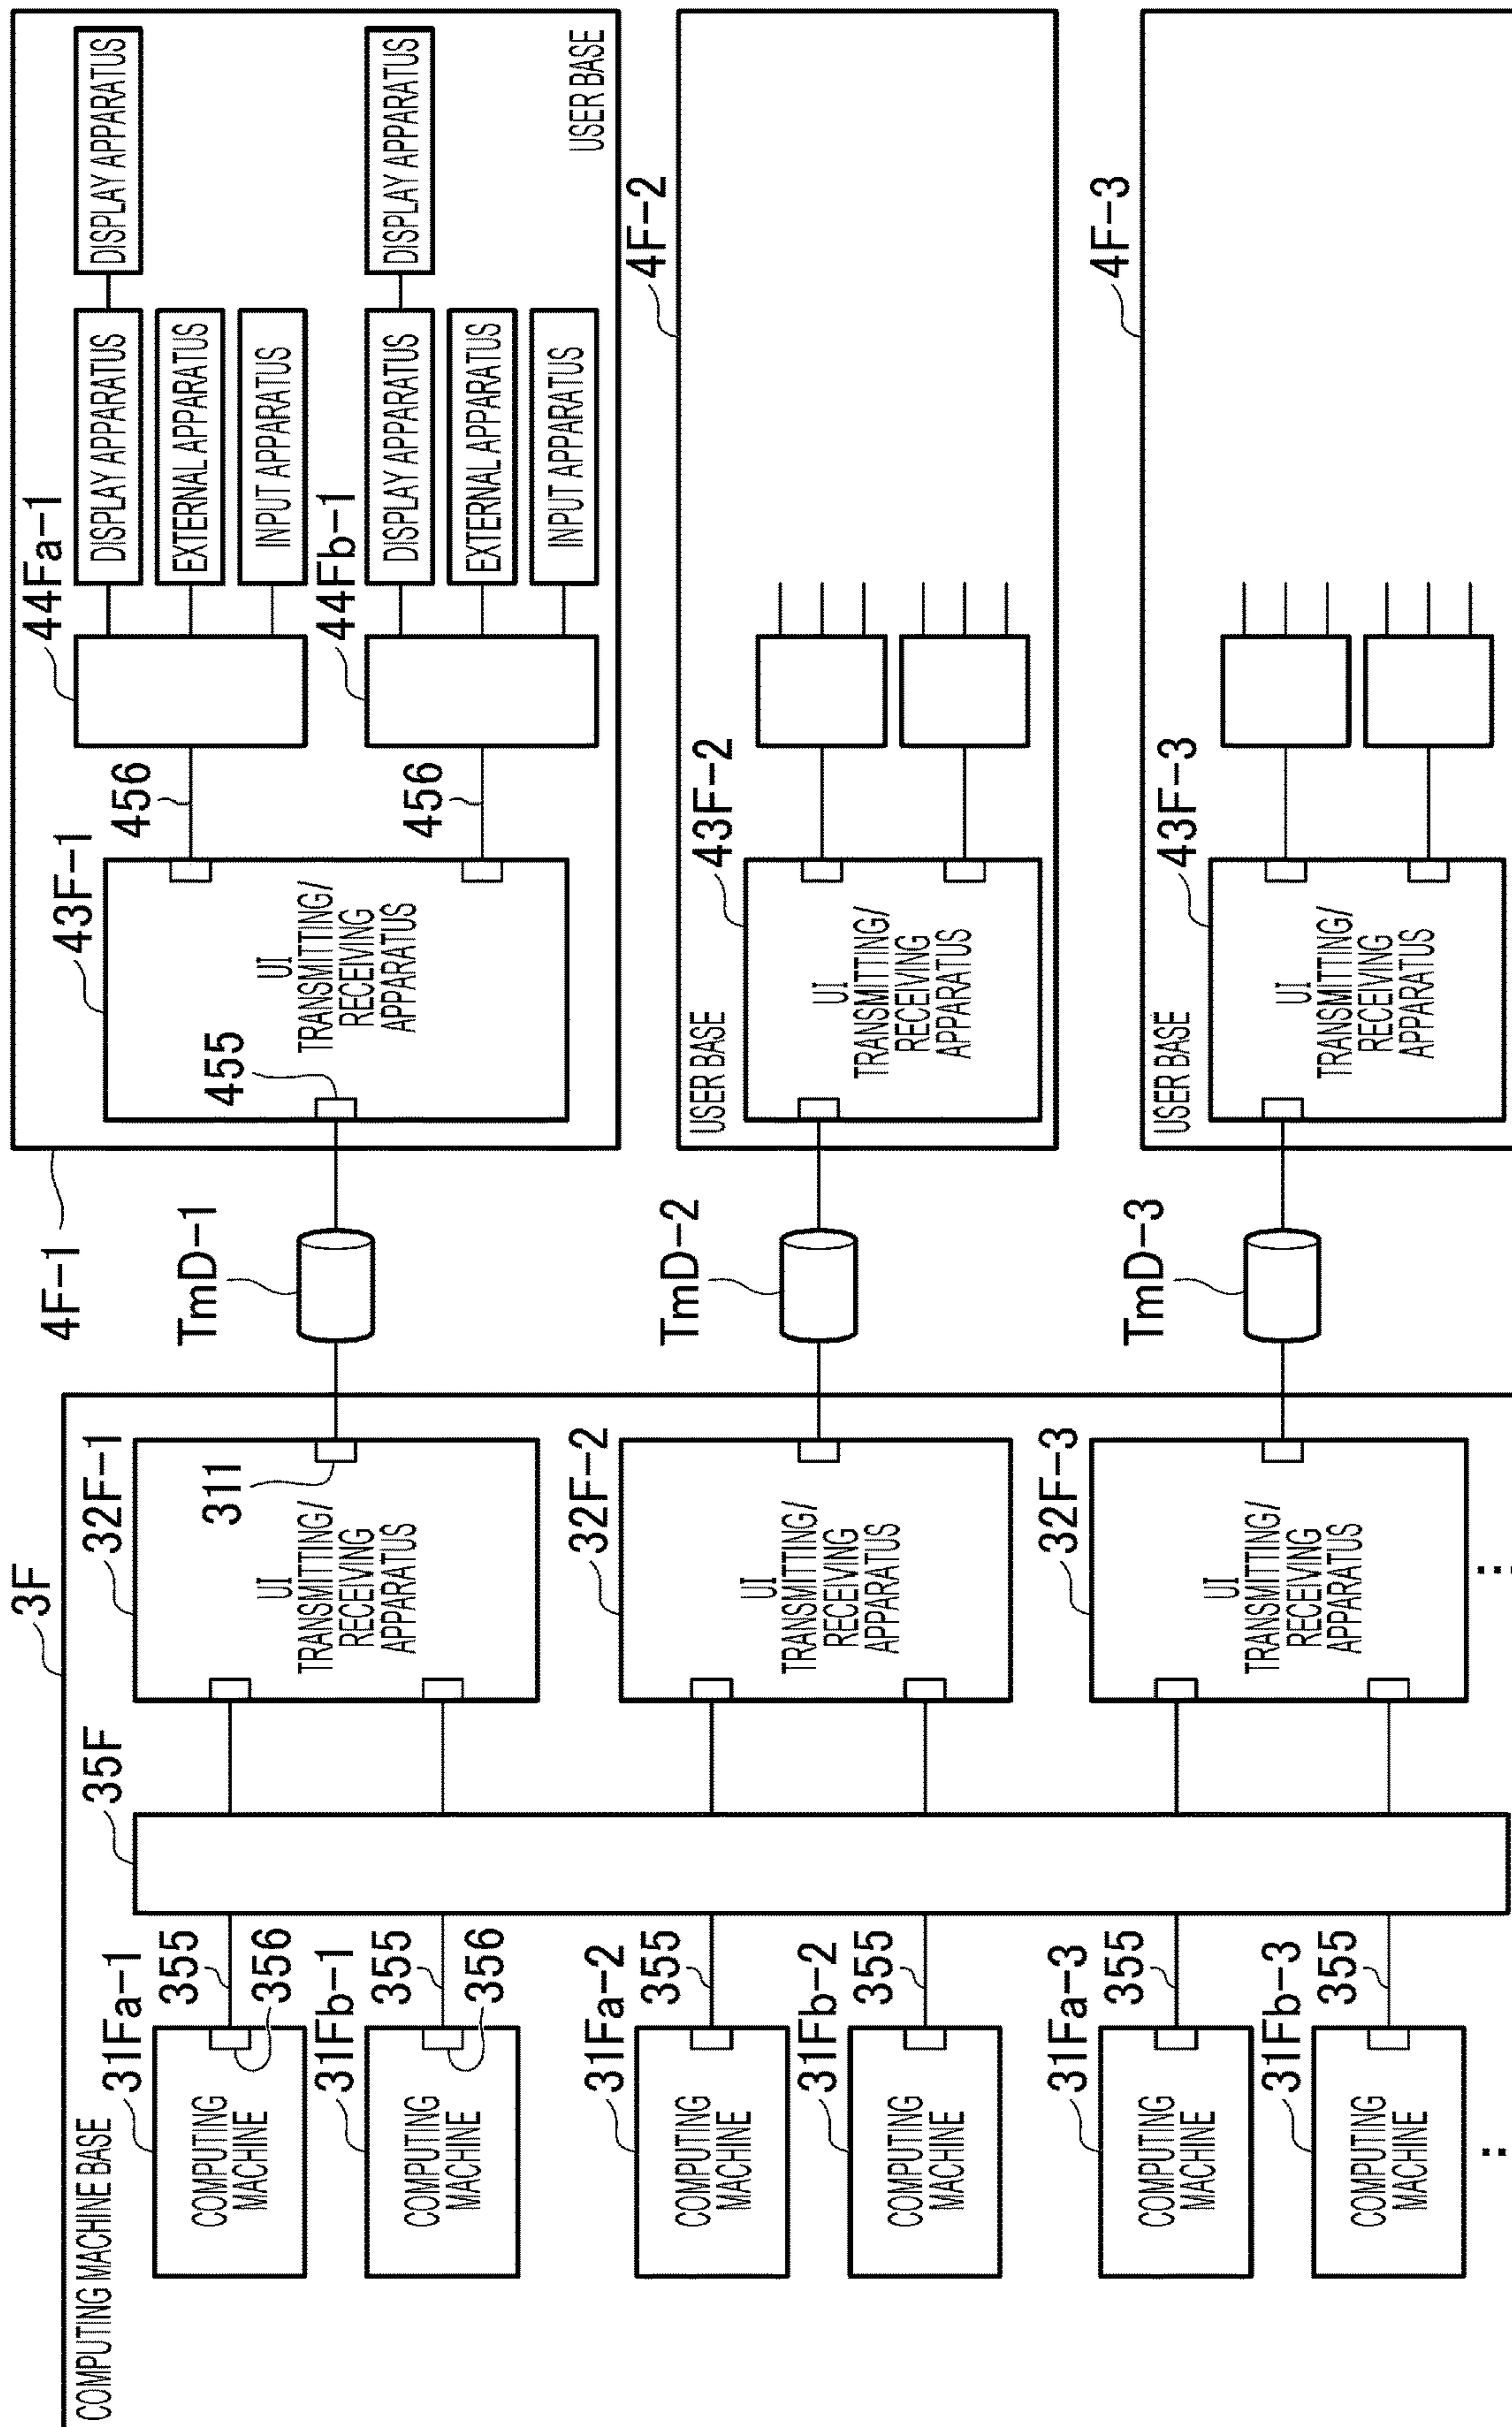 3F
COMPUTING MACHINE BASE
31Fa-1
COMPUTING
MACHINE
355
356
31Fb-1
COMPUTING
MACHINE
355
356
31Fa-2
COMPUTING
MACHINE
355
31Fb-2
COMPUTING
MACHINE
355
31Fa-3
COMPUTING
MACHINE
355
31Fb-3
COMPUTING
MACHINE
355
35F
32F-1
UI
TRANSMITTING/
RECEIVING
APPARATUS
311
32F-2
UI
TRANSMITTING/
RECEIVING
APPARATUS
32F-3
UI
TRANSMITTING/
RECEIVING
APPARATUS
TmD-1
TmD-2
TmD-3
4F-1
43F-1
455
UI
TRANSMITTING/
RECEIVING
APPARATUS
456
456
44Fa-1
DISPLAY APPARATUS
DISPLAY APPARATUS
EXTERNAL APPARATUS
INPUT APPARATUS
44Fb-1
DISPLAY APPARATUS
DISPLAY APPARATUS
EXTERNAL APPARATUS
INPUT APPARATUS
USER BASE
4F-2
USER BASE
43F-2
UI
TRANSMITTING/
RECEIVING
APPARATUS
4F-3
USER BASE
43F-3
UI
TRANSMITTING/
RECEIVING
APPARATUS